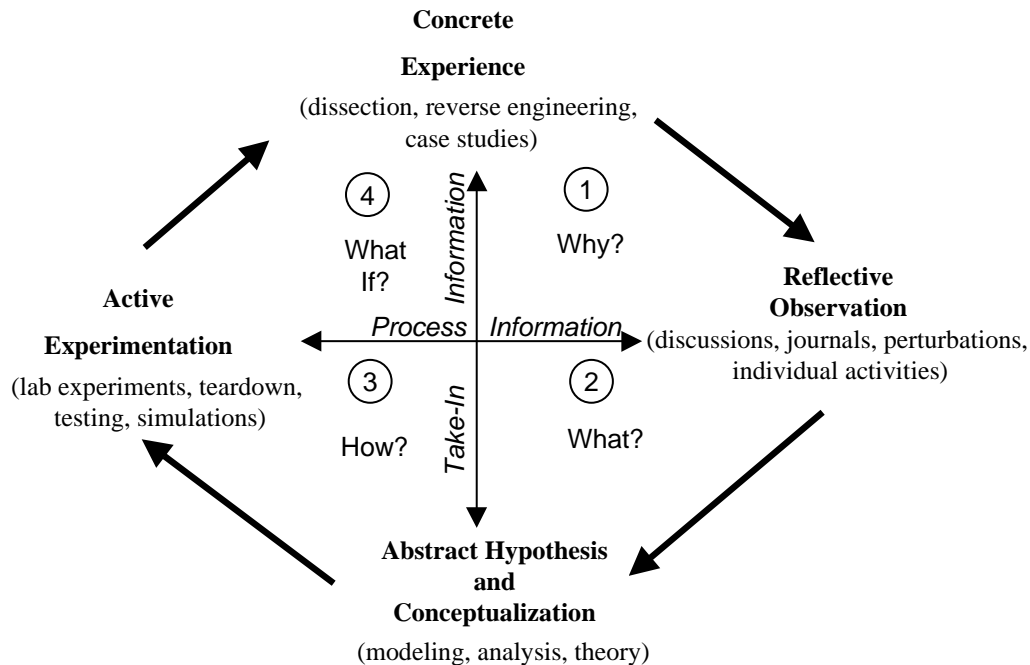 Concrete
Experience
(dissection, reverse engineering,
case studies)
4
What
If?
Information
1
Why?
Active
Experimentation
(lab experiments, teardown,
testing, simulations)
Process Information
Reflective
Observation
(discussions, journals, perturbations,
individual activities)
3
How?
Take-In
2
What?
Abstract Hypothesis
and
Conceptualization
(modeling, analysis, theory)